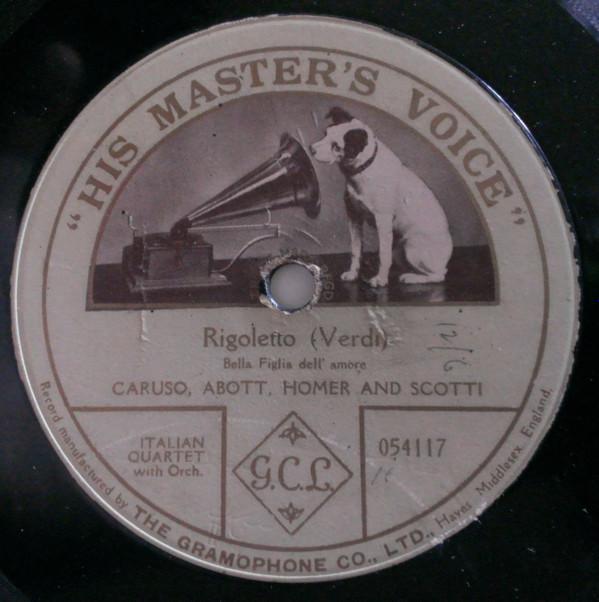 "HIS MASTER'S VOICE"
Rigoletto (Verdi)
Bella Figlia dell' amore
CARUSO, ABOTT, HOMER AND SCOTTI
ITALIAN
QUARTET
with Orch.
G.C.L.
054117
Record manufactured by THE GRAMOPHONE CO., LTD., Hayes, Middlesex, England.